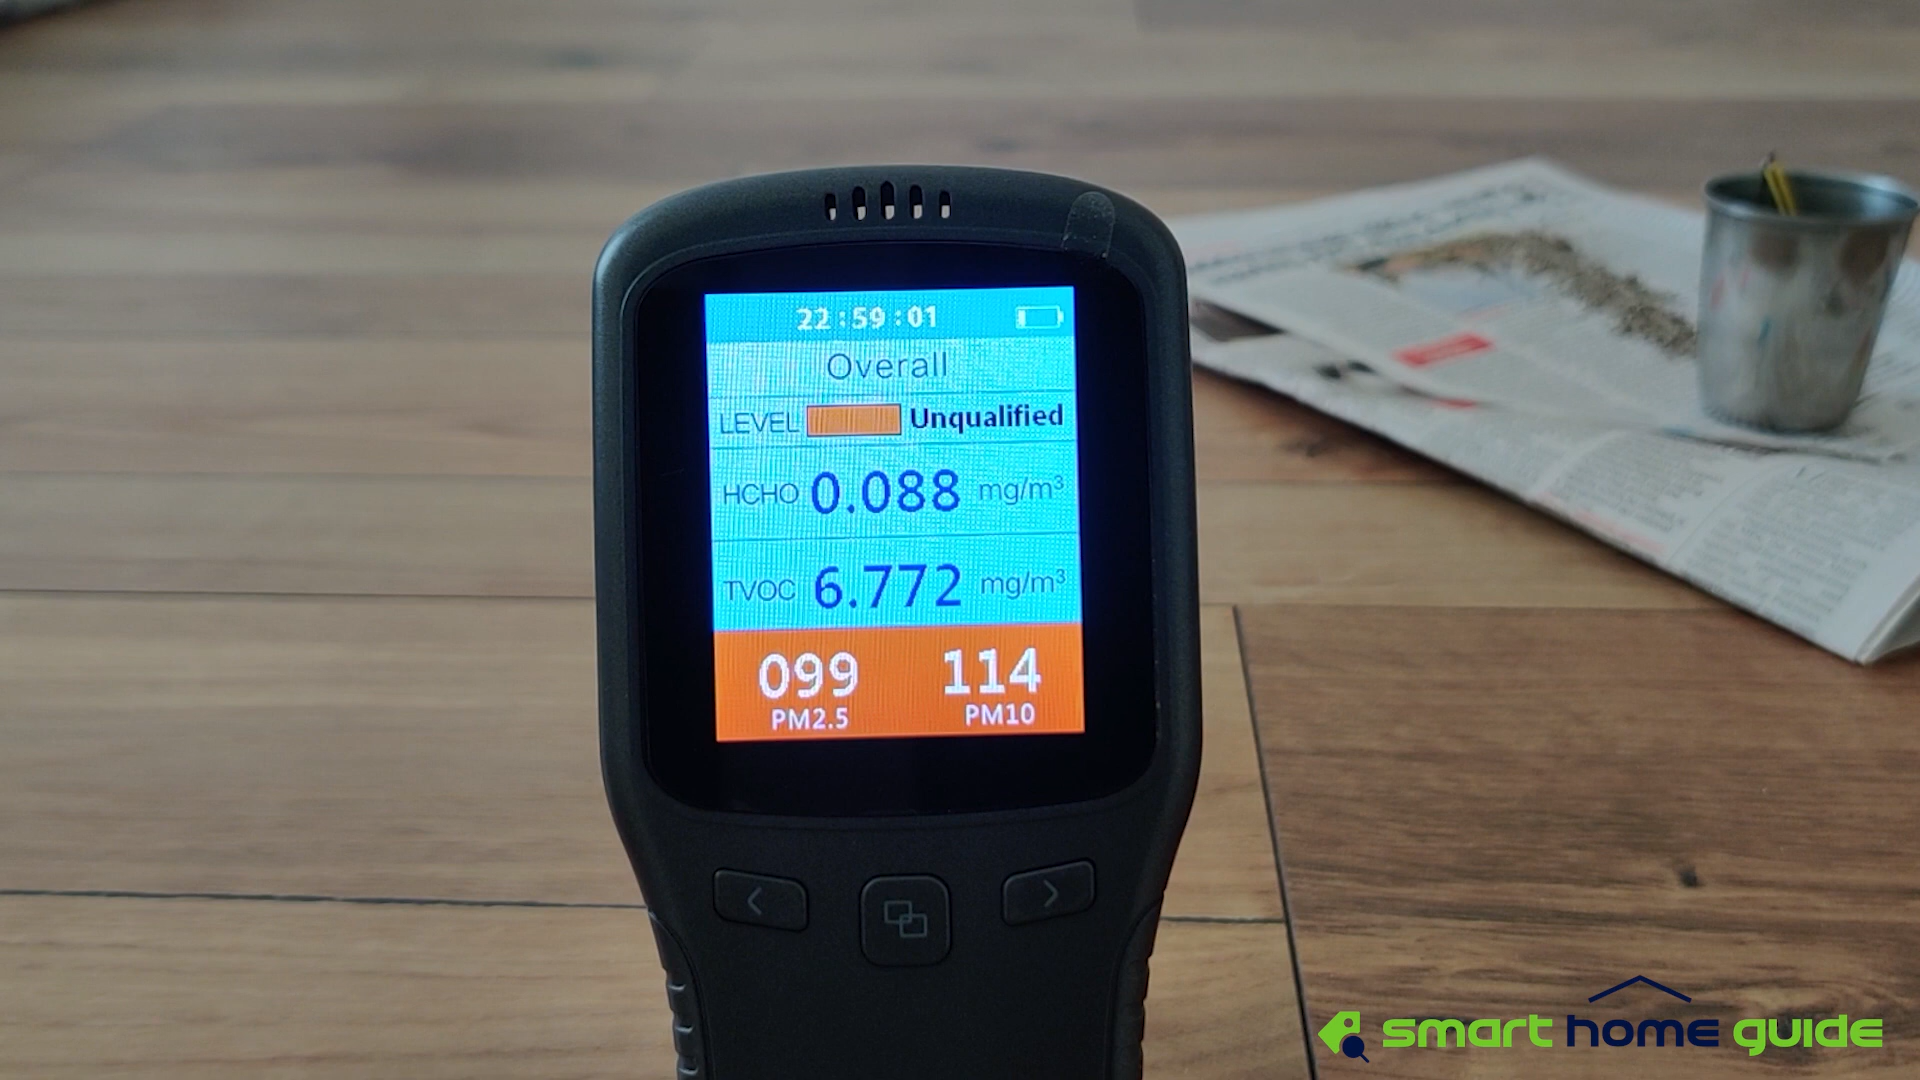 22:59:01
Overall
LEVEL Unqualified
HCHO 0.088 mg/m³
TVOC 6.772 mg/m³
099 114
PM2.5 PM10
smart home guide